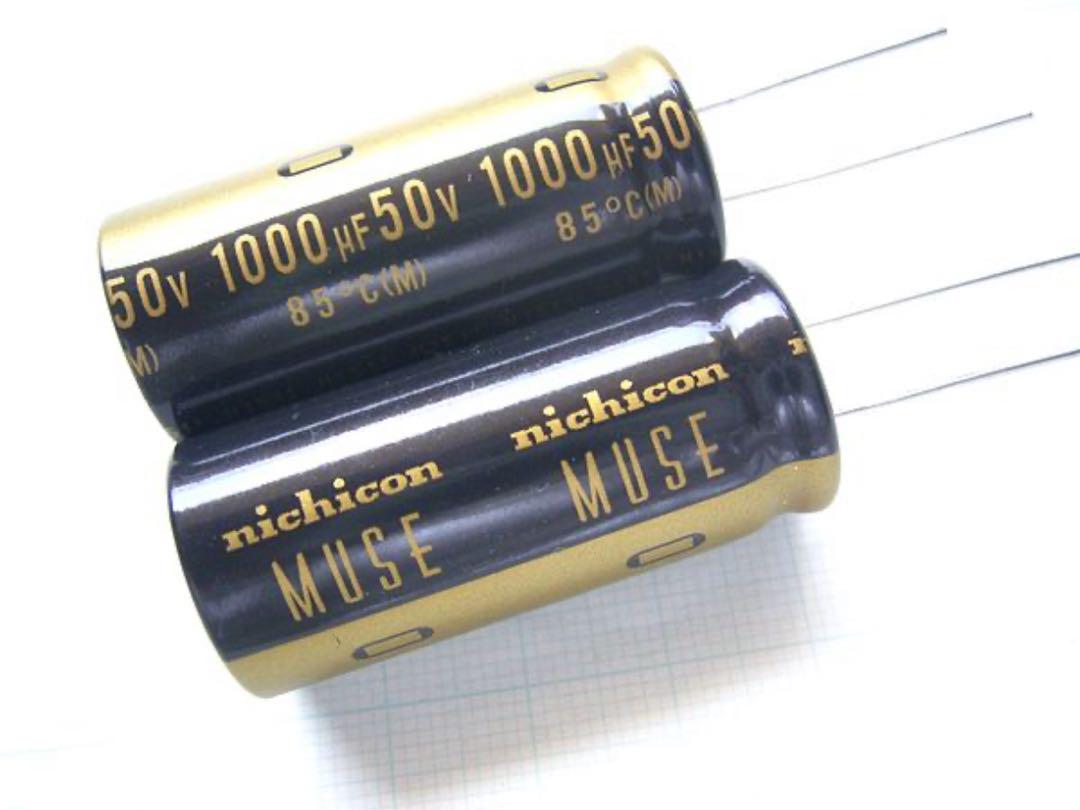 50V 1000μF50V 1000μF50
85°C(M) 85°C(M)
M)
nichicon nichicon n
MUSE MUSE